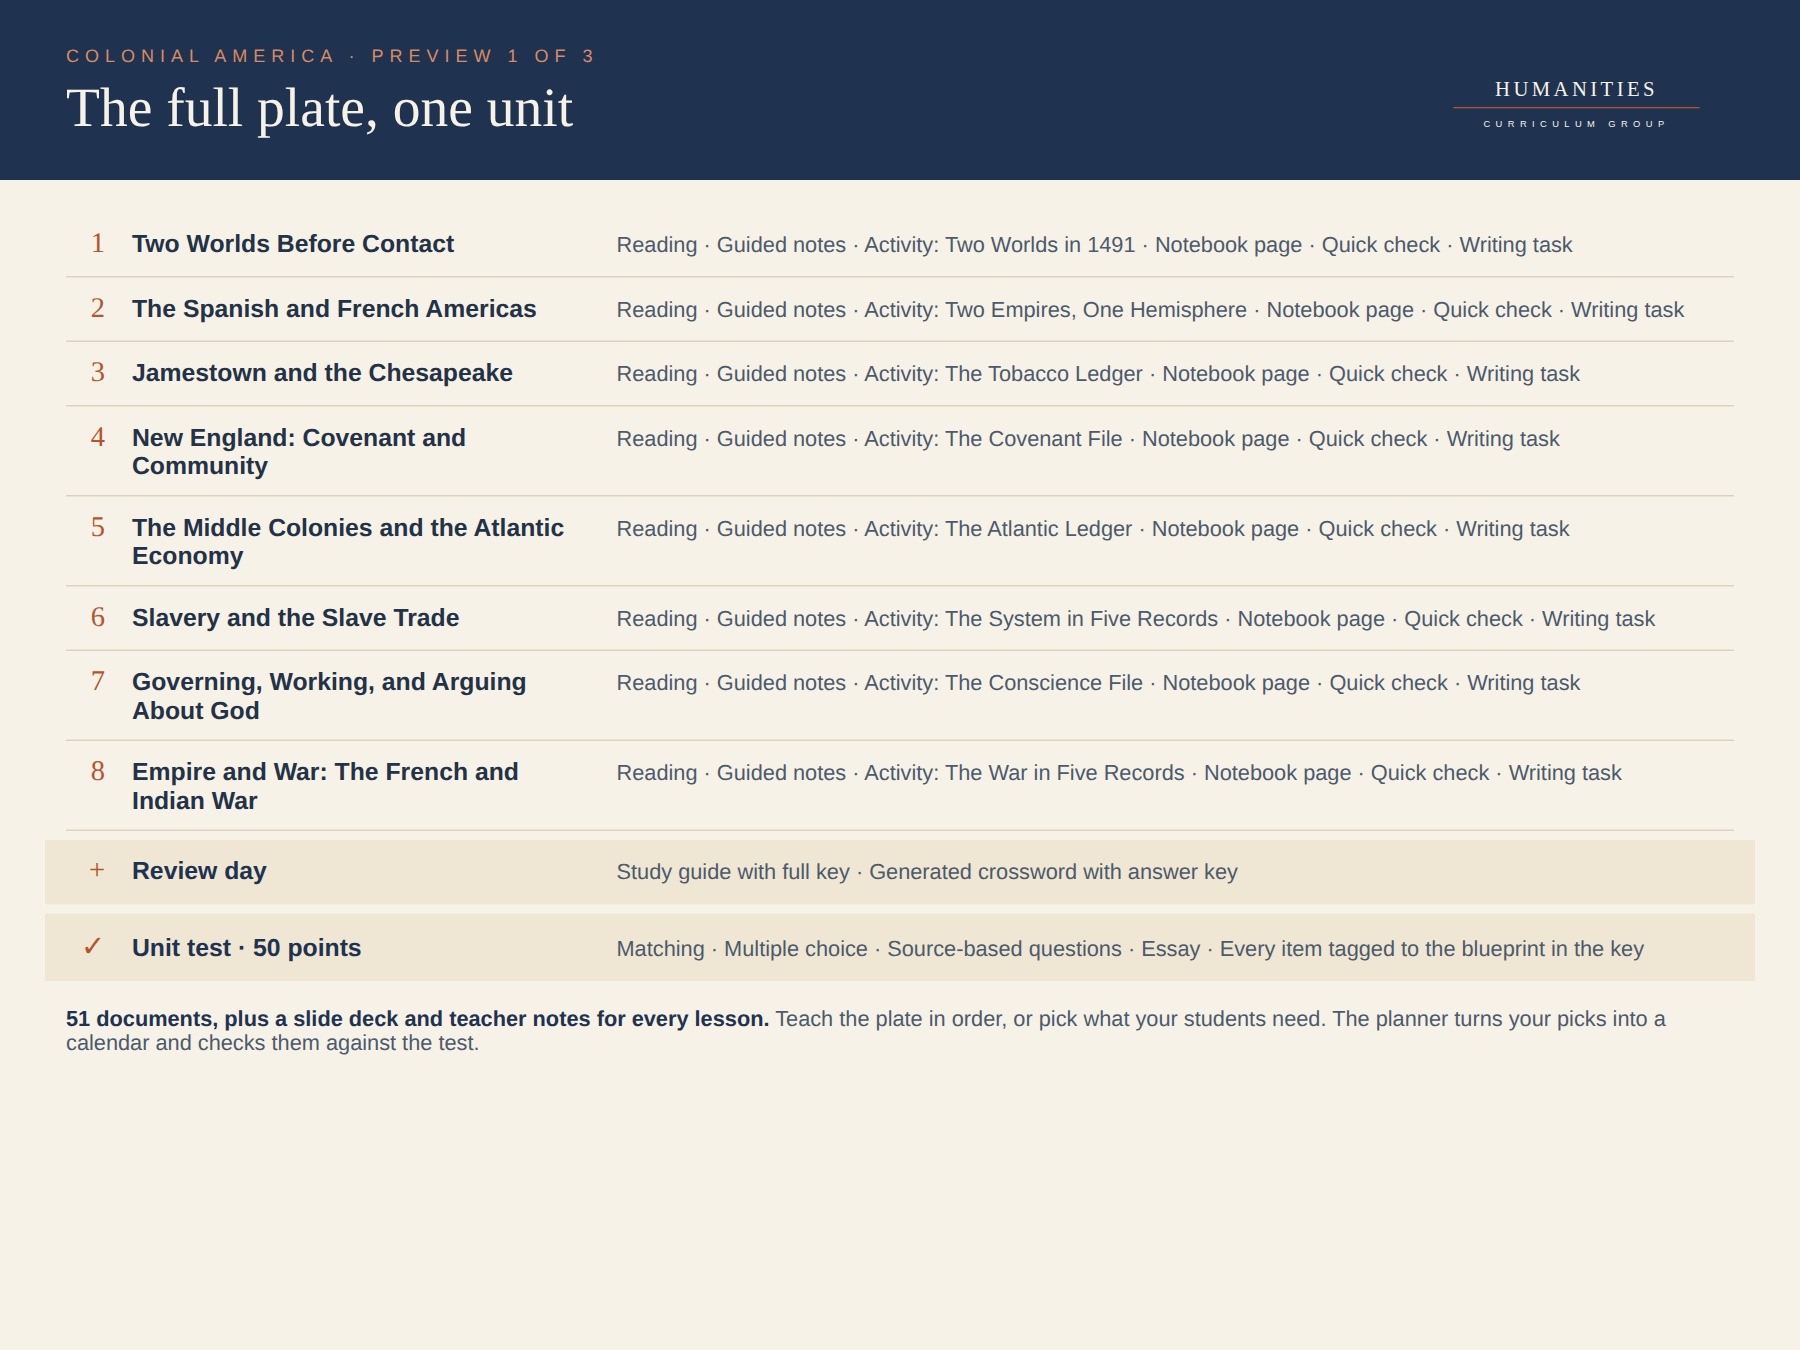 COLONIAL AMERICA · PREVIEW 1 OF 3
The full plate, one unit
HUMANITIES
CURRICULUM GROUP
1 Two Worlds Before Contact Reading · Guided notes · Activity: Two Worlds in 1491 · Notebook page · Quick check · Writing task
2 The Spanish and French Americas Reading · Guided notes · Activity: Two Empires, One Hemisphere · Notebook page · Quick check · Writing task
3 Jamestown and the Chesapeake Reading · Guided notes · Activity: The Tobacco Ledger · Notebook page · Quick check · Writing task
4 New England: Covenant and Reading · Guided notes · Activity: The Covenant File · Notebook page · Quick check · Writing task
Community
5 The Middle Colonies and the Atlantic Reading · Guided notes · Activity: The Atlantic Ledger · Notebook page · Quick check · Writing task
Economy
6 Slavery and the Slave Trade Reading · Guided notes · Activity: The System in Five Records · Notebook page · Quick check · Writing task
7 Governing, Working, and Arguing Reading · Guided notes · Activity: The Conscience File · Notebook page · Quick check · Writing task
About God
8 Empire and War: The French and Reading · Guided notes · Activity: The War in Five Records · Notebook page · Quick check · Writing task
Indian War
+ Review day Study guide with full key · Generated crossword with answer key
✓ Unit test · 50 points Matching · Multiple choice · Source-based questions · Essay · Every item tagged to the blueprint in the key
51 documents, plus a slide deck and teacher notes for every lesson. Teach the plate in order, or pick what your students need. The planner turns your picks into a
calendar and checks them against the test.